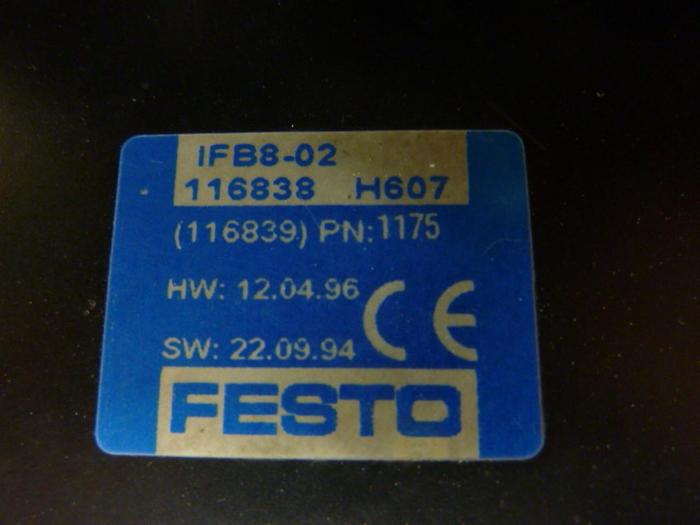 IFB8-02
116838 H607
(116839) PN:1175
HW: 12.04.96
SW: 22.09.94
CE
FESTO